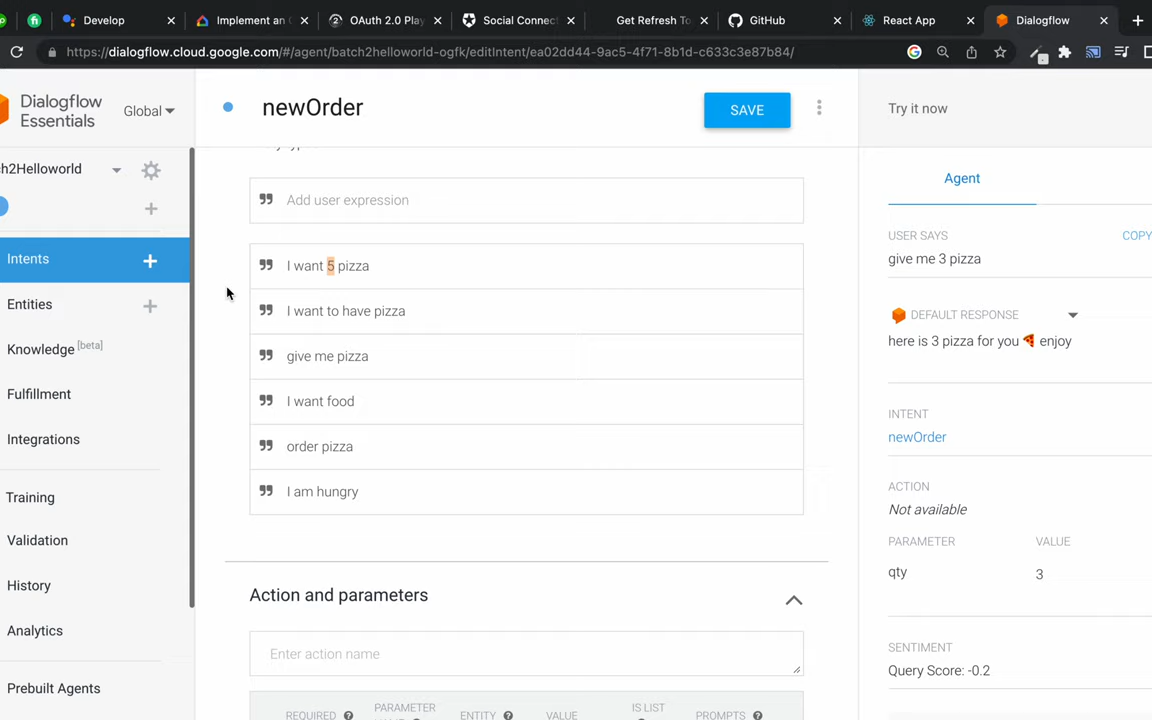 Develop
Implement an
OAuth 2.0 Play
Social Connec
Get Refresh To
GitHub
React App
Dialogflow
https://dialogflow.cloud.google.com/#/agent/batch2helloworld-ogfk/editIntent/ea02dd44-9ac5-4f71-8b1d-c633c3e87b84/
Dialogflow
Essentials
Global
newOrder
SAVE
Try it now
ch2Helloworld
Intents
Entities
Knowledge [beta]
Fulfillment
Integrations
Training
Validation
History
Analytics
Prebuilt Agents
Add user expression
I want 5 pizza
I want to have pizza
give me pizza
I want food
order pizza
I am hungry
Action and parameters
Enter action name
REQUIRED
PARAMETER
ENTITY
VALUE
IS LIST
PROMPTS
Agent
USER SAYS
COPY
give me 3 pizza
DEFAULT RESPONSE
here is 3 pizza for you 🍕 enjoy
INTENT
newOrder
ACTION
Not available
PARAMETER
VALUE
qty
3
SENTIMENT
Query Score: -0.2